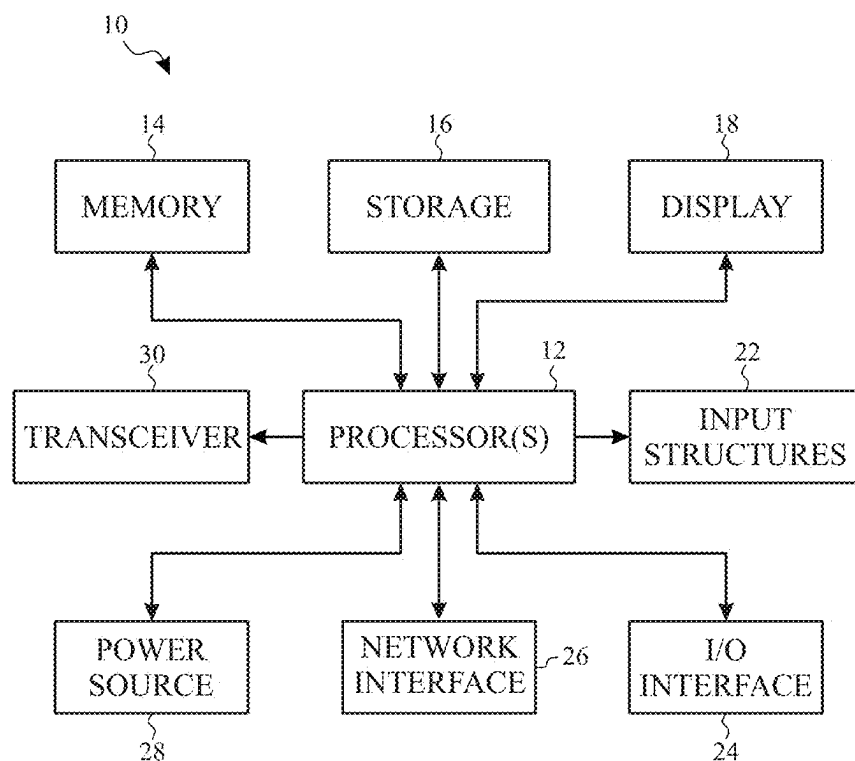 10
14
16
18
MEMORY
STORAGE
DISPLAY
30
12
22
TRANSCEIVER
PROCESSOR(S)
INPUT
STRUCTURES
POWER
SOURCE
NETWORK
INTERFACE
26
I/O
INTERFACE
28
24